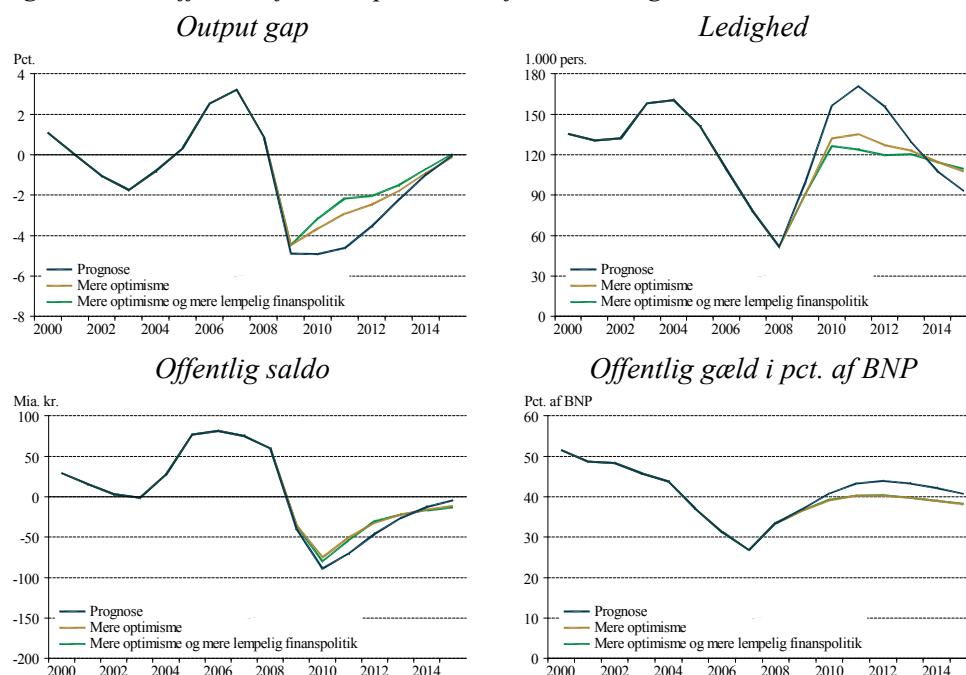 Output gap
Pct.
4
2
0
-2
-4
-6
-8
Prognose
Mere optimisme
Mere optimisme og mere lempelig finanspolitik
2000 2002 2004 2006 2008 2010 2012 2014
Ledighed
1.000 pers.
180
150
120
90
60
30
0
Prognose
Mere optimisme
Mere optimisme og mere lempelig finanspolitik
2000 2002 2004 2006 2008 2010 2012 2014
Offentlig saldo
Mia. kr.
100
50
0
-50
-100
-150
-200
Prognose
Mere optimisme
Mere optimisme og mere lempelig finanspolitik
2000 2002 2004 2006 2008 2010 2012 2014
Offentlig gæld i pct. af BNP
Pct. af BNP
60
50
40
30
20
10
0
Prognose
Mere optimisme
Mere optimisme og mere lempelig finanspolitik
2000 2002 2004 2006 2008 2010 2012 2014